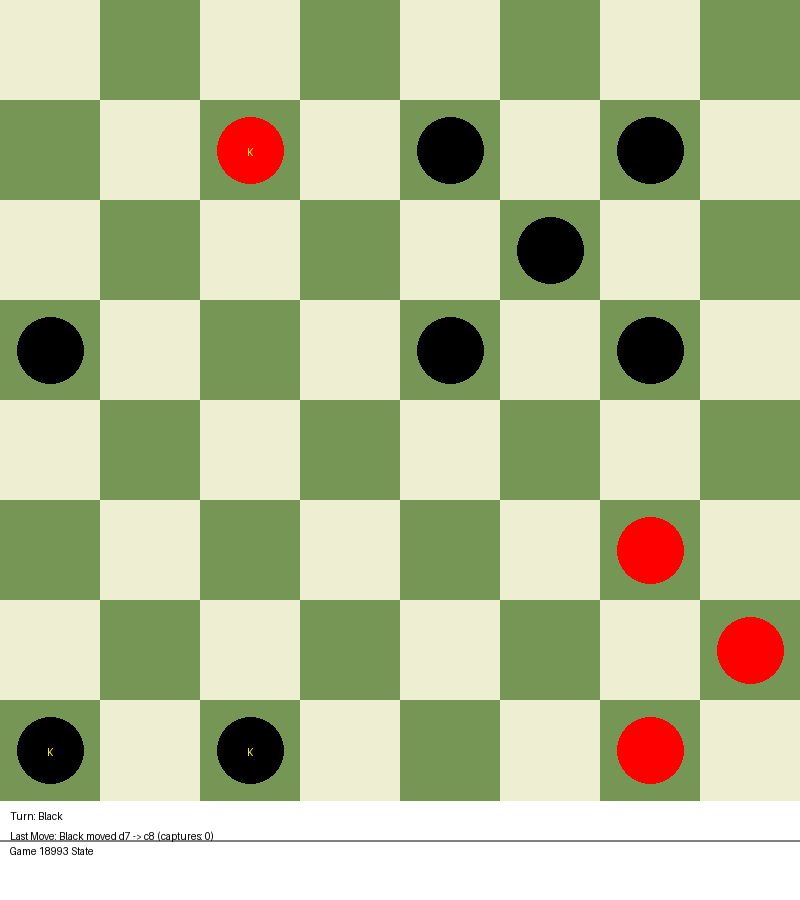 K
K
K
Turn: Black
Last Move: Black moved d7 -> c8 (captures: 0)
Game 18993 State